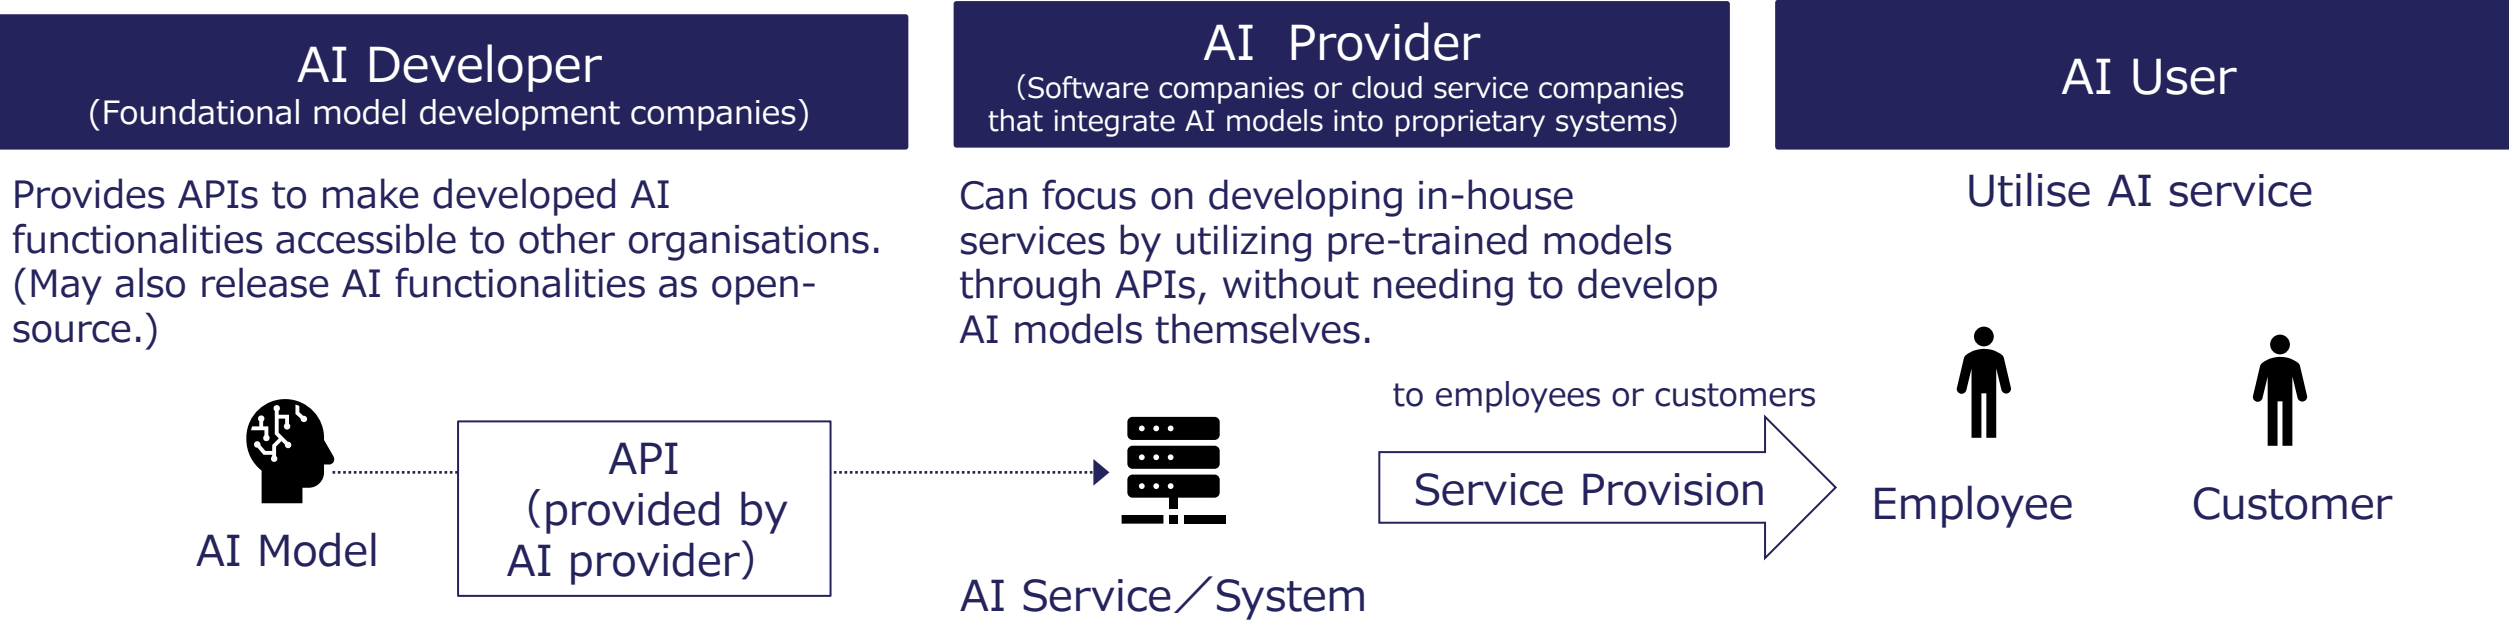 AI Developer
(Foundational model development companies)
Provides APIs to make developed AI
functionalities accessible to other organisations.
(May also release AI functionalities as open-
source.)
AI Model
API
（provided by
AI provider）
AI　Provider
（Software companies or cloud service companies
that integrate AI models into proprietary systems）
Can focus on developing in-house
services by utilizing pre-trained models
through APIs, without needing to develop
AI models themselves.
AI Service／System
to employees or customers
Service Provision
AI User
Utilise AI service
Employee
Customer